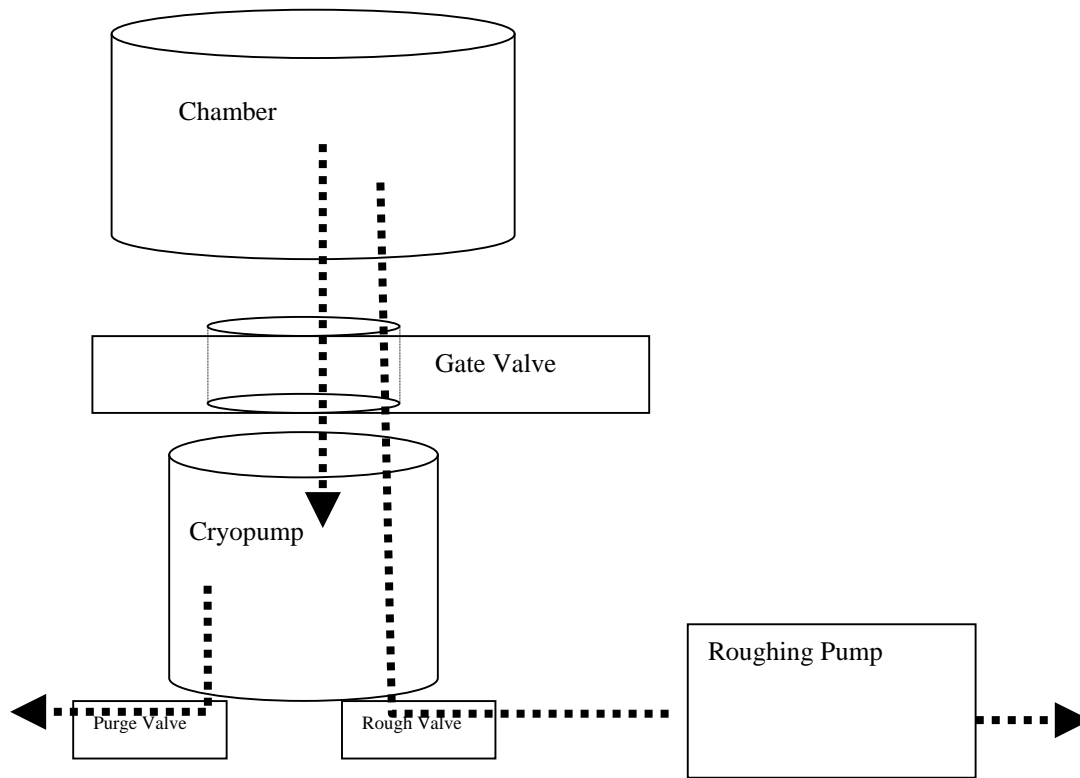 Chamber
Gate Valve
Cryopump
Roughing Pump
Purge Valve
Rough Valve